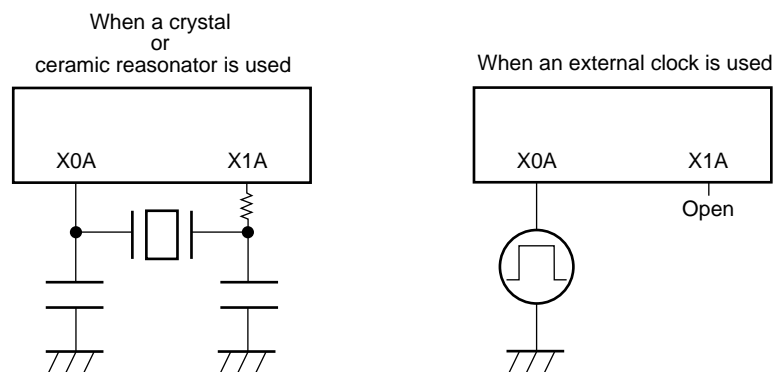 When a crystal
or
ceramic reasonator is used
X0A
X1A
When an external clock is used
X0A
X1A
Open